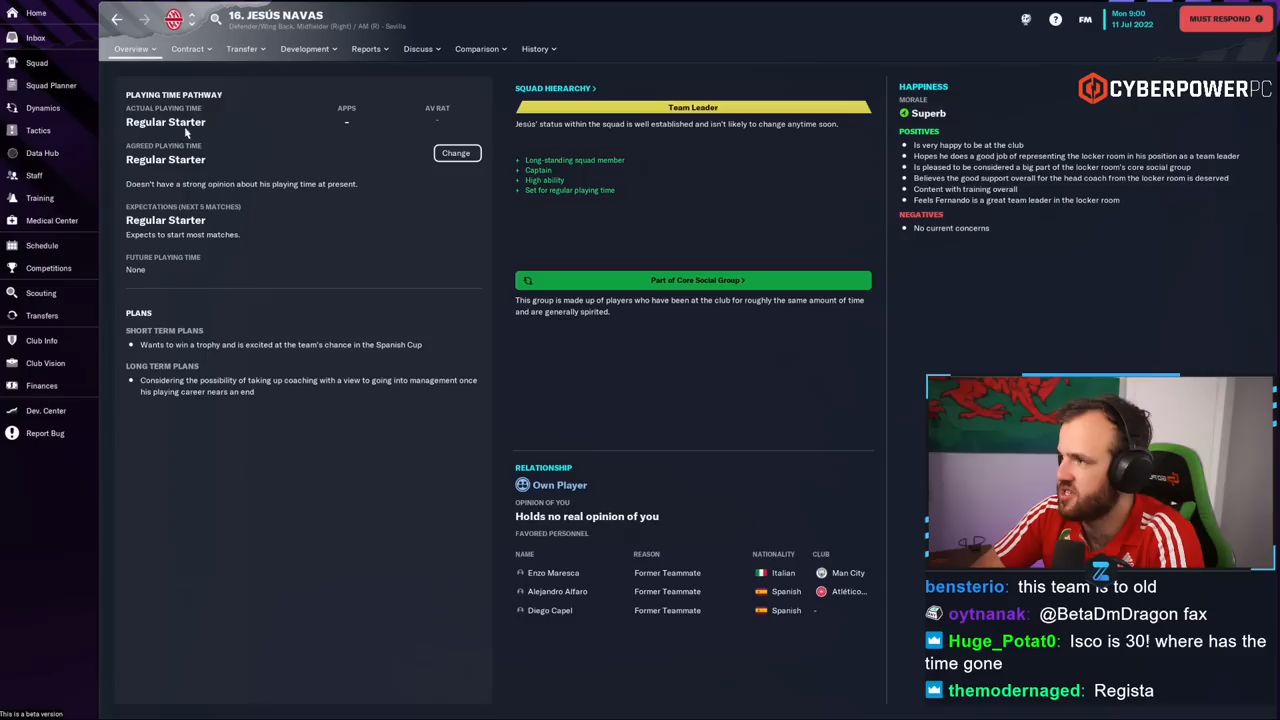 Home
Inbox
Squad
Squad Planner
Dynamics
Tactics
Data Hub
Staff
Training
Medical Center
Schedule
Competitions
Scouting
Transfers
Club Info
Club Vision
Finances
Dev. Center
Report Bug
This is a beta version
16. JESÚS NAVAS
Defender/Wing Back, Midfielder (Right) / AM (R) - Sevilla
FM
Mon 9:00
11 Jul 2022
MUST RESPOND
Overview
Contract
Transfer
Development
Reports
Discuss
Comparison
History
PLAYING TIME PATHWAY
ACTUAL PLAYING TIME APPS AV RAT
Regular Starter - -
AGREED PLAYING TIME
Regular Starter
Change
Doesn't have a strong opinion about his playing time at present.
EXPECTATIONS (NEXT 5 MATCHES)
Regular Starter
Expects to start most matches.
FUTURE PLAYING TIME
None
PLANS
SHORT TERM PLANS
• Wants to win a trophy and is excited at the team's chance in the Spanish Cup
LONG TERM PLANS
• Considering the possibility of taking up coaching with a view to going into management once
his playing career nears an end
SQUAD HIERARCHY >
Team Leader
Jesús' status within the squad is well established and isn't likely to change anytime soon.
+ Long-standing squad member
+ Captain
+ High ability
+ Set for regular playing time
Part of Core Social Group >
This group is made up of players who have been at the club for roughly the same amount of time
and are generally spirited.
RELATIONSHIP
Own Player
OPINION OF YOU
Holds no real opinion of you
FAVORED PERSONNEL
NAME REASON NATIONALITY CLUB
Enzo Maresca Former Teammate Italian Man City
Alejandro Alfaro Former Teammate Spanish Atlético...
Diego Capel Former Teammate Spanish -
HAPPINESS
MORALE
Superb
POSITIVES
• Is very happy to be at the club
• Hopes he does a good job of representing the locker room in his position as a team leader
• Is pleased to be considered a big part of the locker room's core social group
• Believes the good support overall for the head coach from the locker room is deserved
• Content with training overall
• Feels Fernando is a great team leader in the locker room
NEGATIVES
• No current concerns
CYBERPOWERPC
bensterio: this team is to old
oytnanak: @BetaDmDragon fax
Huge_Potat0: Isco is 30! where has the
time gone
themodernaged: Regista